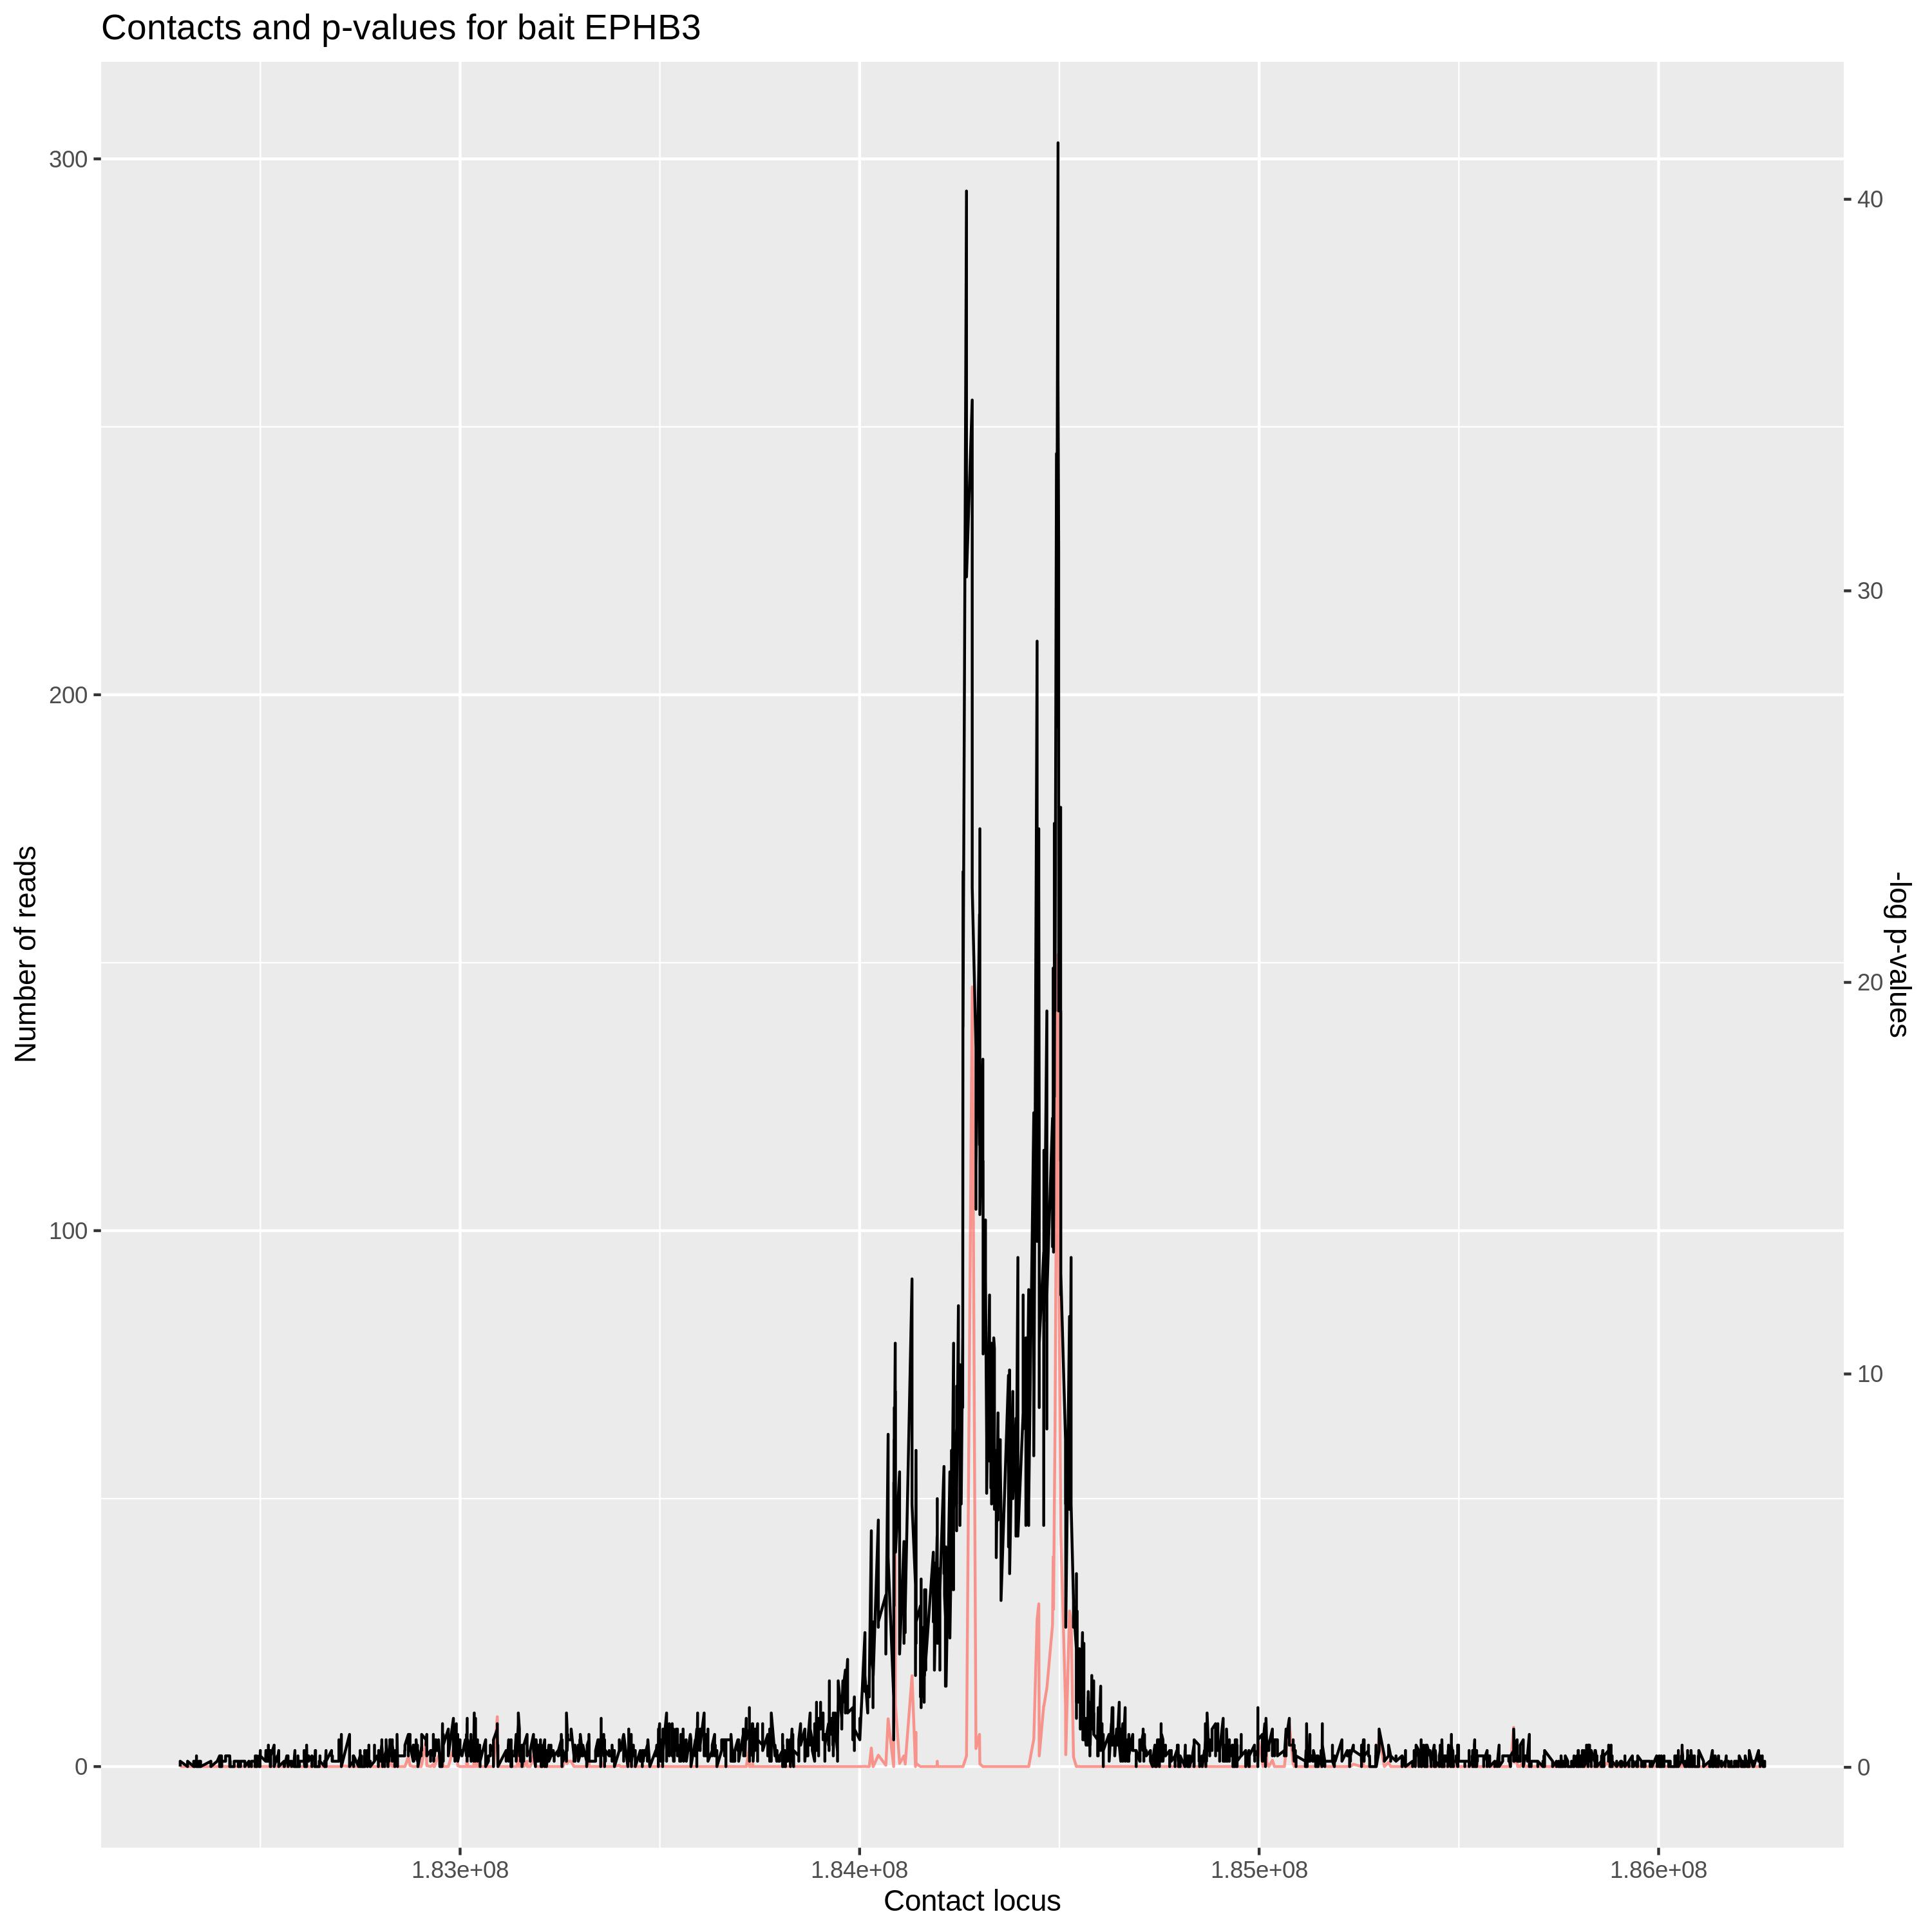 Contacts and p-values for bait EPHB3
300
200
100
0
Number of reads
40
30
20
10
0
-log p-values
1.83e+08
1.84e+08
1.85e+08
1.86e+08
Contact locus